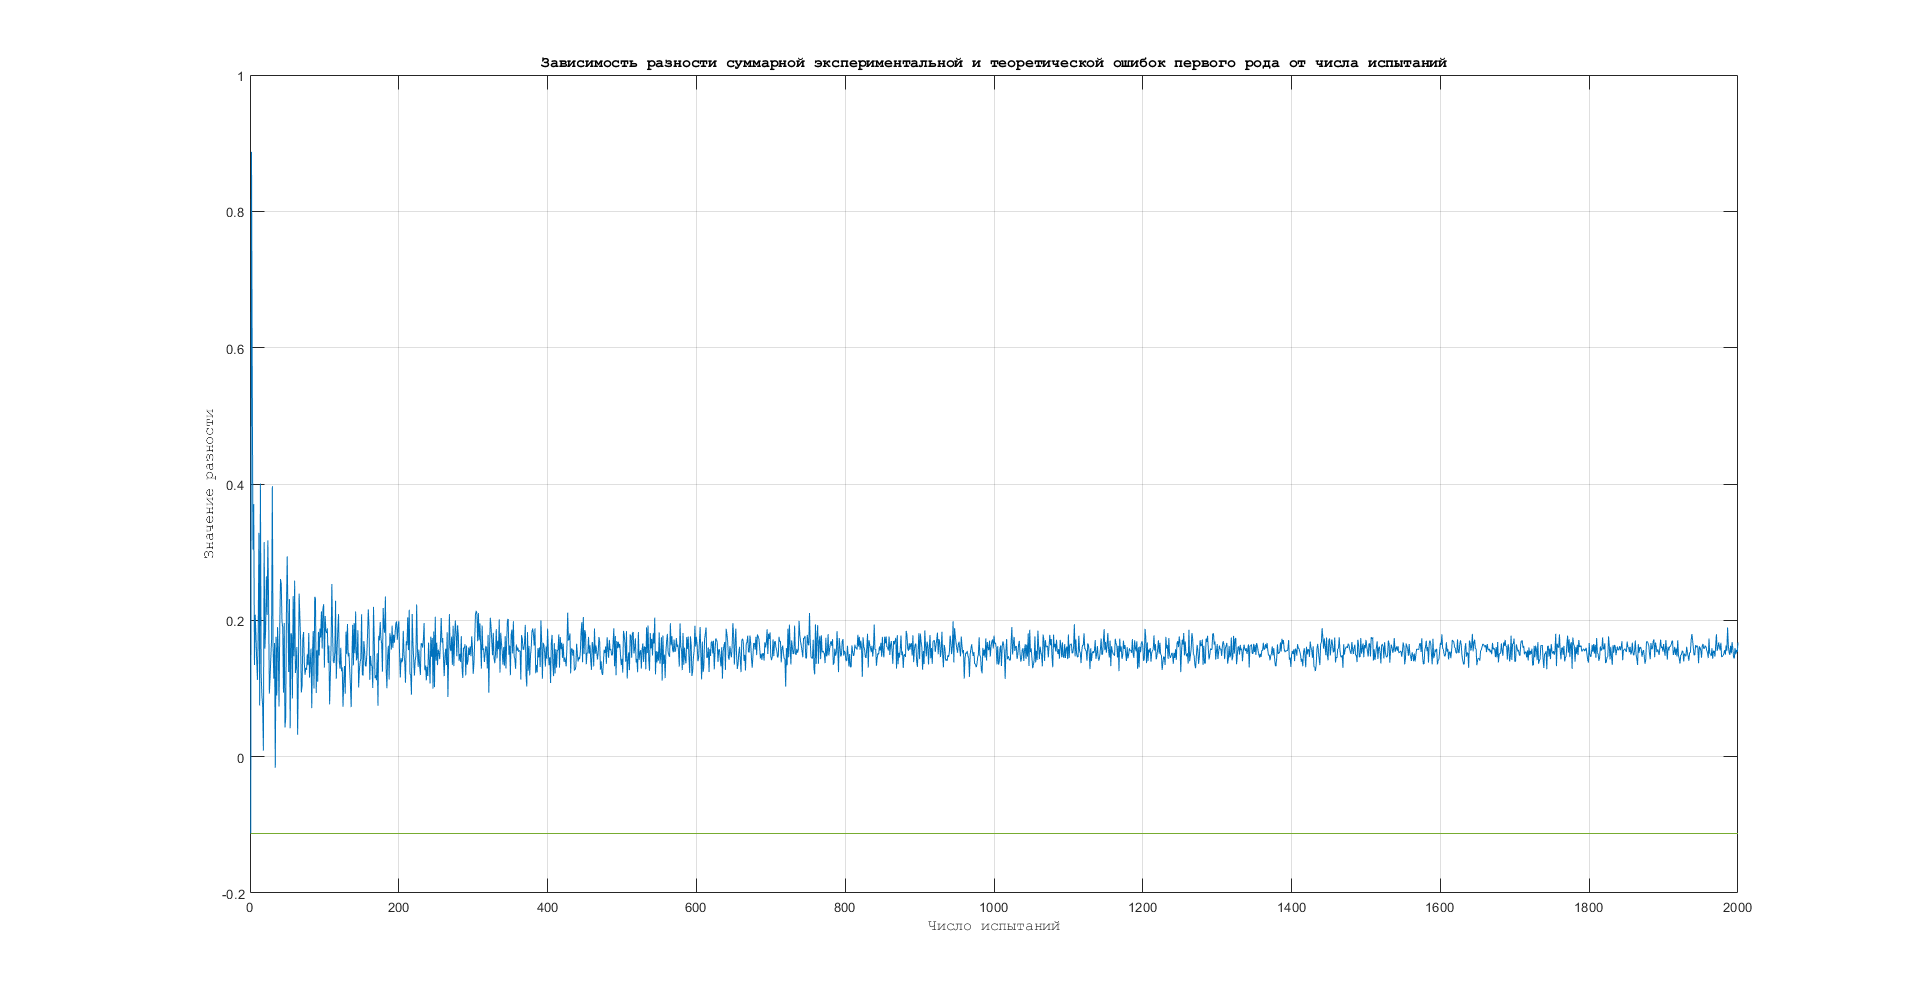 Зависимость разности суммарной экспериментальной и теоретической ошибок первого рода от числа испытаний
1
0.8
0.6
0.4
0.2
0
-0.2
Значение разности
0 200 400 600 800 1000 1200 1400 1600 1800 2000
Число испытаний